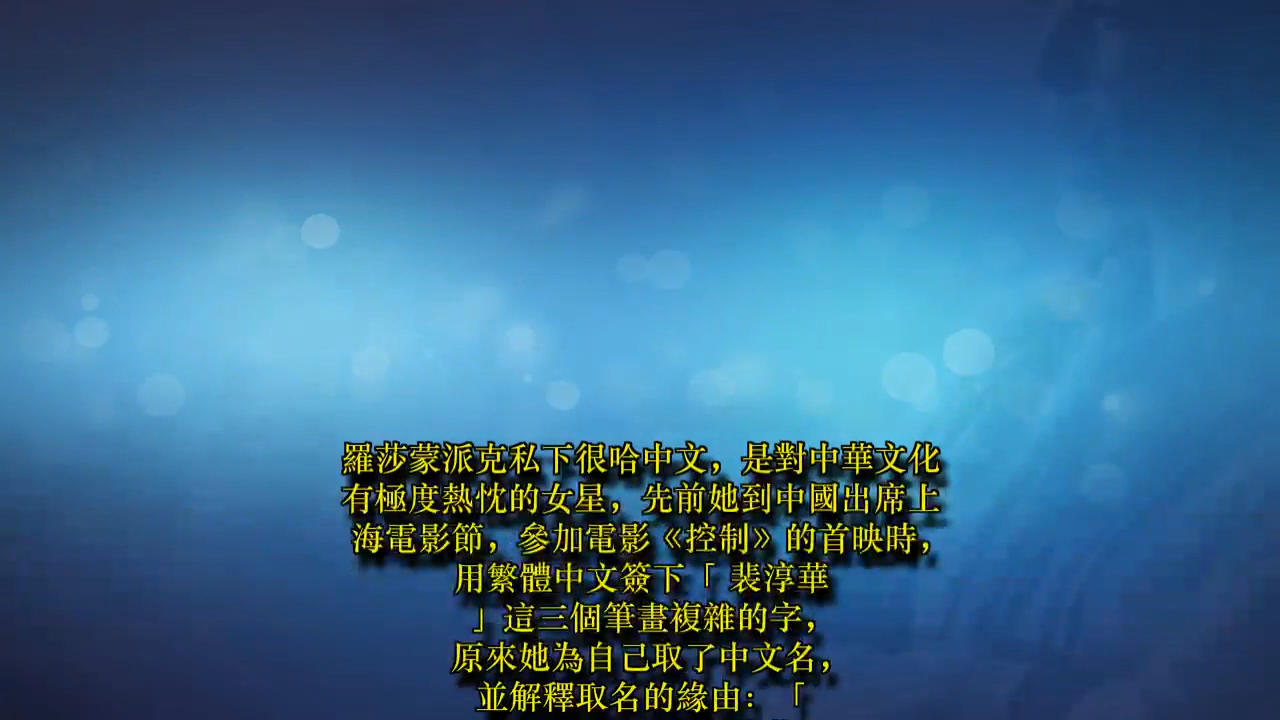 羅莎蒙派克私下很哈中文，是對中華文化
有極度熱忱的女星，先前她到中國出席上
海電影節，參加電影《控制》的首映時，
用繁體中文簽下「 裴淳華
」這三個筆畫複雜的字，
原來她為自己取了中文名，
並解釋取名的緣由：「